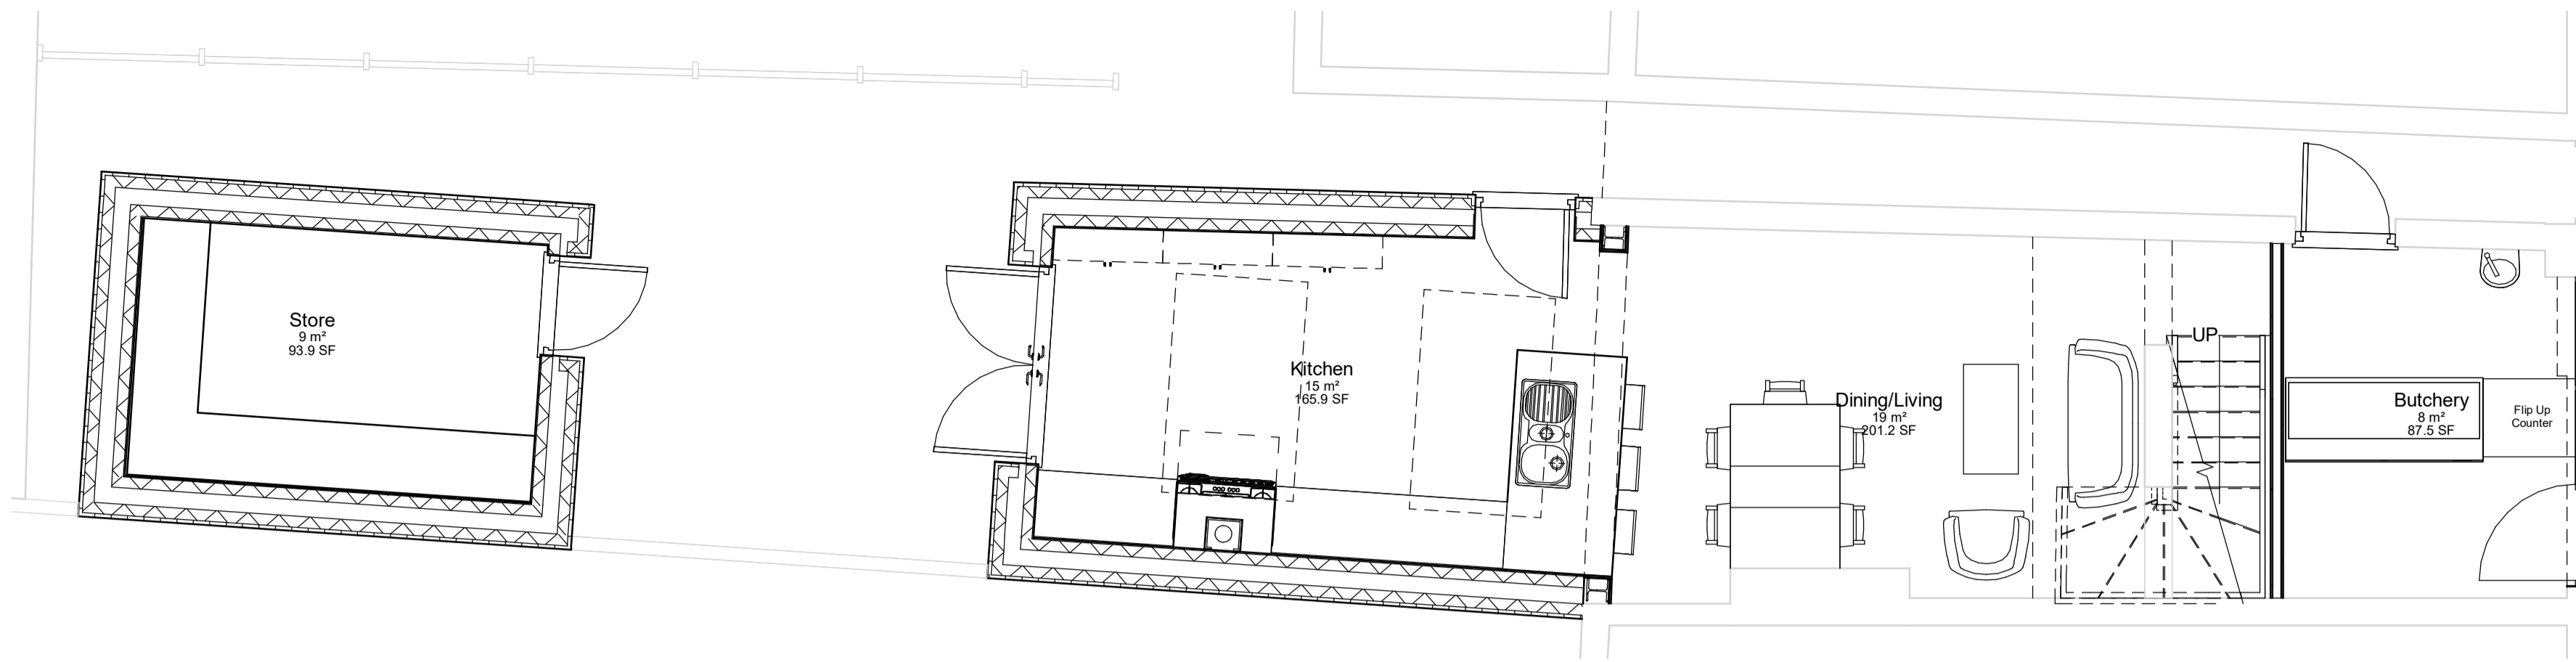 Store
9 m²
93.9 SF
Kitchen
15 m²
165.9 SF
Dining/Living
19 m²
201.2 SF
UP
Butchery
8 m²
87.5 SF
Flip Up
Counter